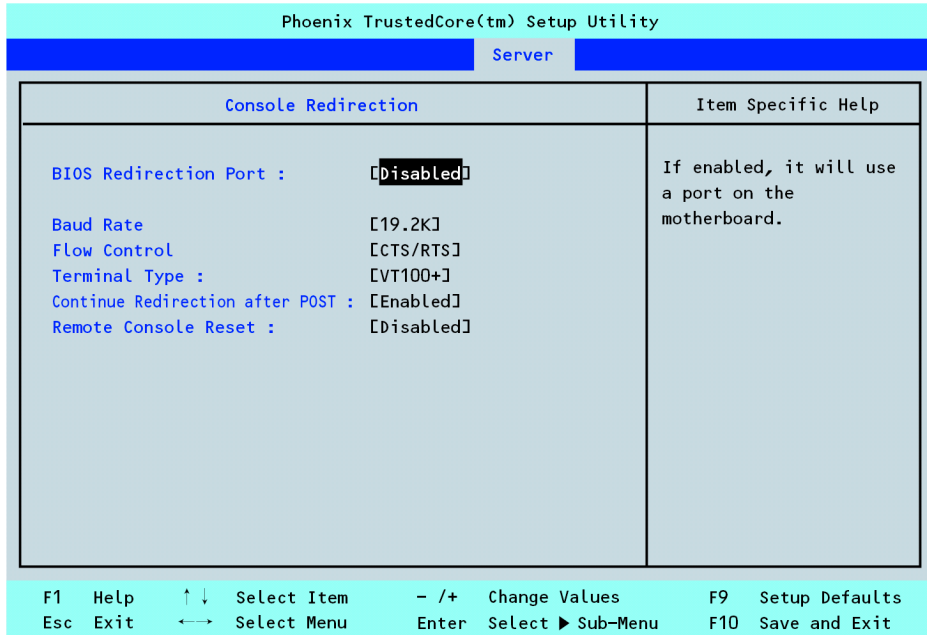 Phoenix TrustedCore(tm) Setup Utility
Server
Console Redirection
Item Specific Help
BIOS Redirection Port : [Disabled]
If enabled, it will use
a port on the
motherboard.
Baud Rate [19.2K]
Flow Control [CTS/RTS]
Terminal Type : [VT100+]
Continue Redirection after POST : [Enabled]
Remote Console Reset : [Disabled]
F1 Help ↑ ↓ Select Item − /+ Change Values F9 Setup Defaults
Esc Exit ←→ Select Menu Enter Select ▶ Sub−Menu F10 Save and Exit